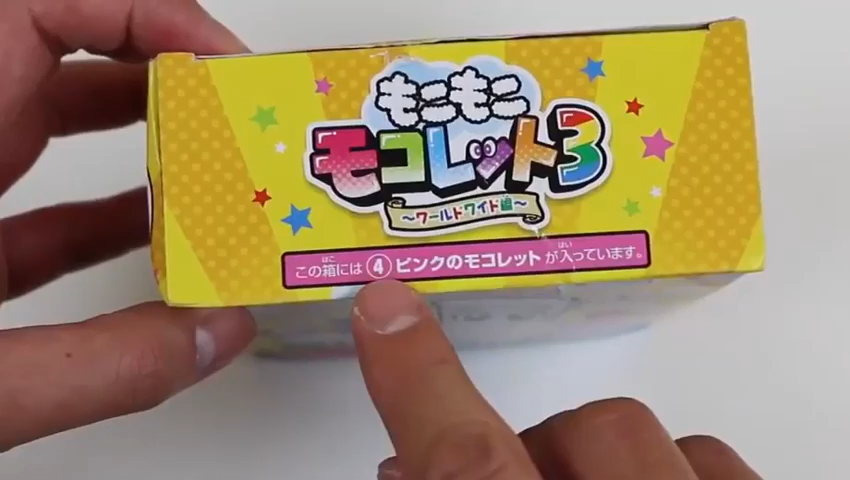 もこもこ
モコレット3
～ワールドワイド編～
この箱には④ピンクのモコレットが入っています。